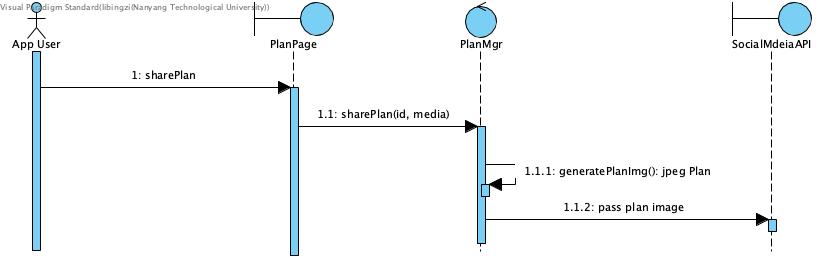 Visual Paradigm Standard(libingzi(Nanyang Technological University))
App User
PlanPage
PlanMgr
SocialMdeiaAPI
1: sharePlan
1.1: sharePlan(id, media)
1.1.1: generatePlanImg(): jpeg Plan
1.1.2: pass plan image